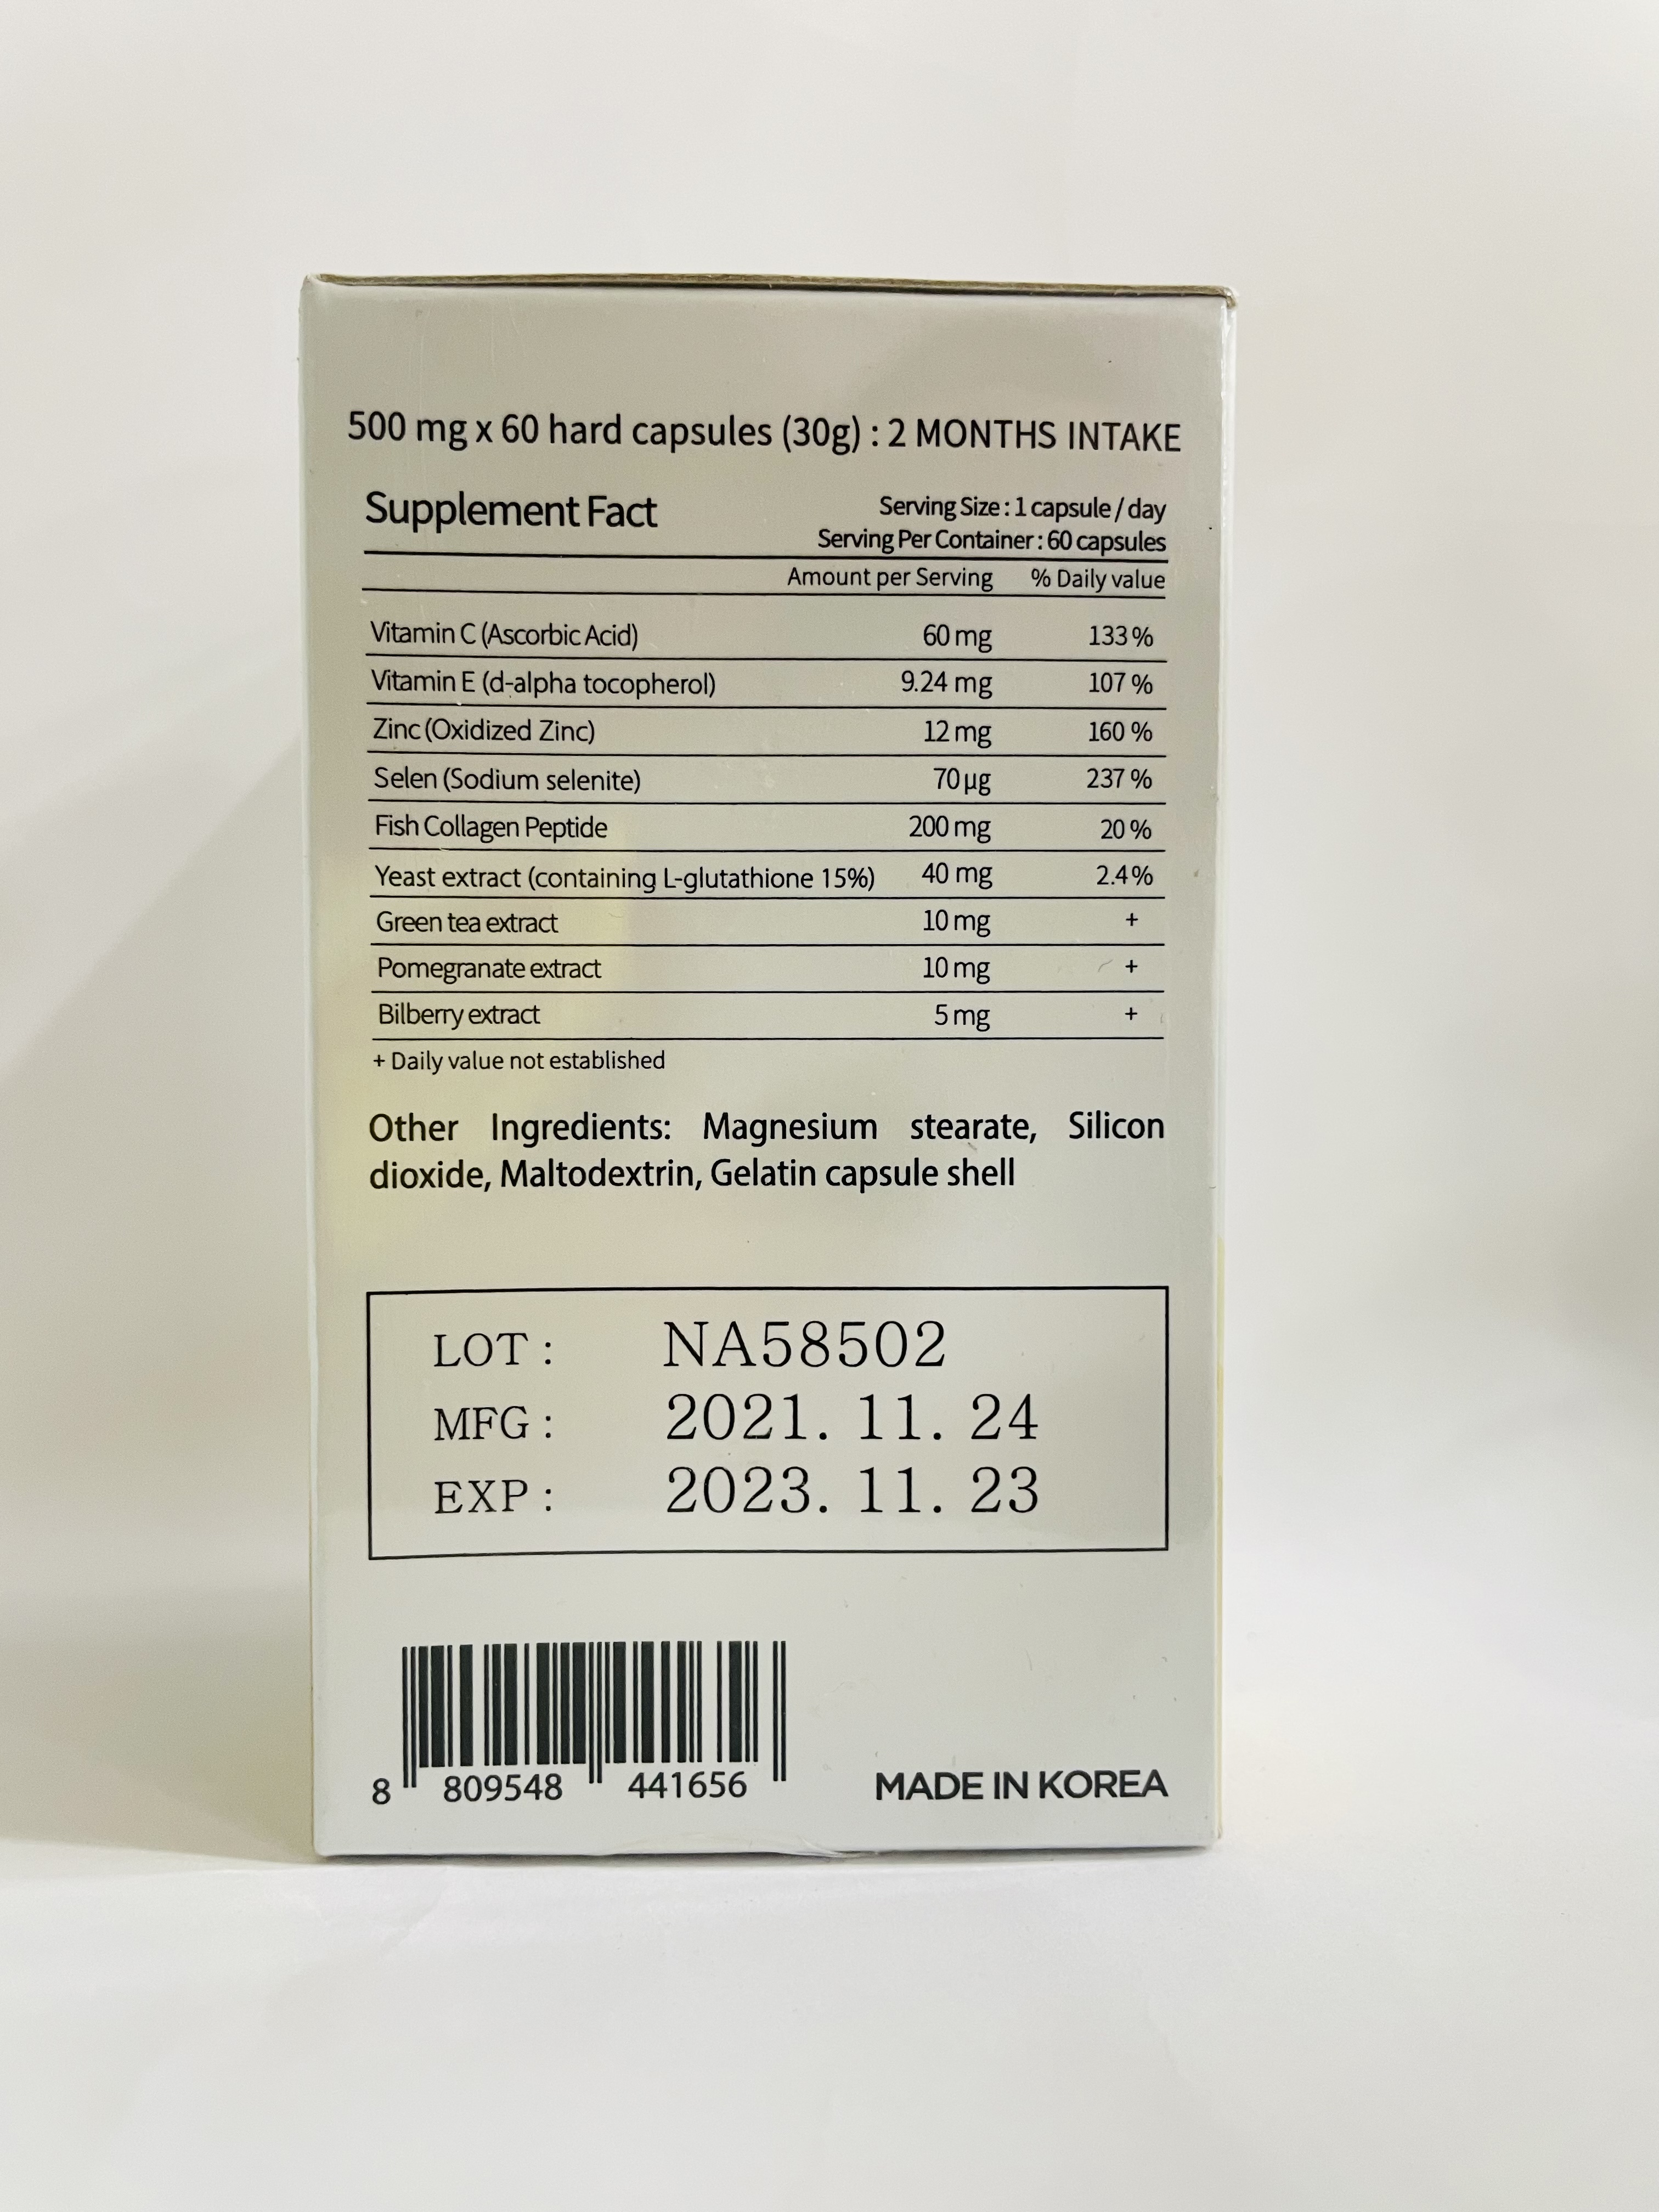 500 mg x 60 hard capsules (30g) : 2 MONTHS INTAKE
Supplement Fact
Serving Size : 1 capsule / day
Serving Per Container : 60 capsules
Amount per Serving % Daily value
Vitamin C (Ascorbic Acid) 60 mg 133 %
Vitamin E (d-alpha tocopherol) 9.24 mg 107 %
Zinc (Oxidized Zinc) 12 mg 160 %
Selen (Sodium selenite) 70 µg 237 %
Fish Collagen Peptide 200 mg 20 %
Yeast extract (containing L-glutathione 15%) 40 mg 2.4 %
Green tea extract 10 mg +
Pomegranate extract 10 mg +
Bilberry extract 5 mg +
+ Daily value not established
Other Ingredients: Magnesium stearate, Silicon
dioxide, Maltodextrin, Gelatin capsule shell
LOT : NA58502
MFG : 2021. 11. 24
EXP : 2023. 11. 23
8 809548 441656
MADE IN KOREA